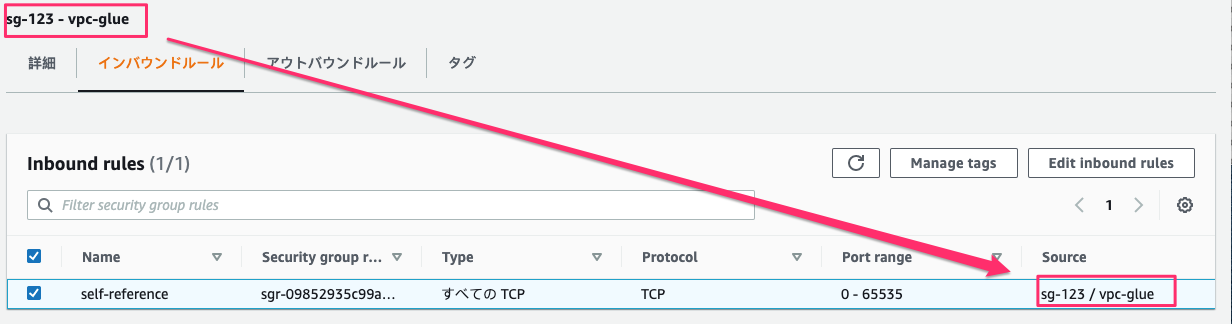 sg-123 - vpc-glue
詳細 インバウンドルール アウトバウンドルール タグ
Inbound rules (1/1) Manage tags Edit inbound rules
Filter security group rules 1
Name Security group r... Type Protocol Port range Source
self-reference sgr-09852935c99a... すべての TCP TCP 0 - 65535 sg-123 / vpc-glue